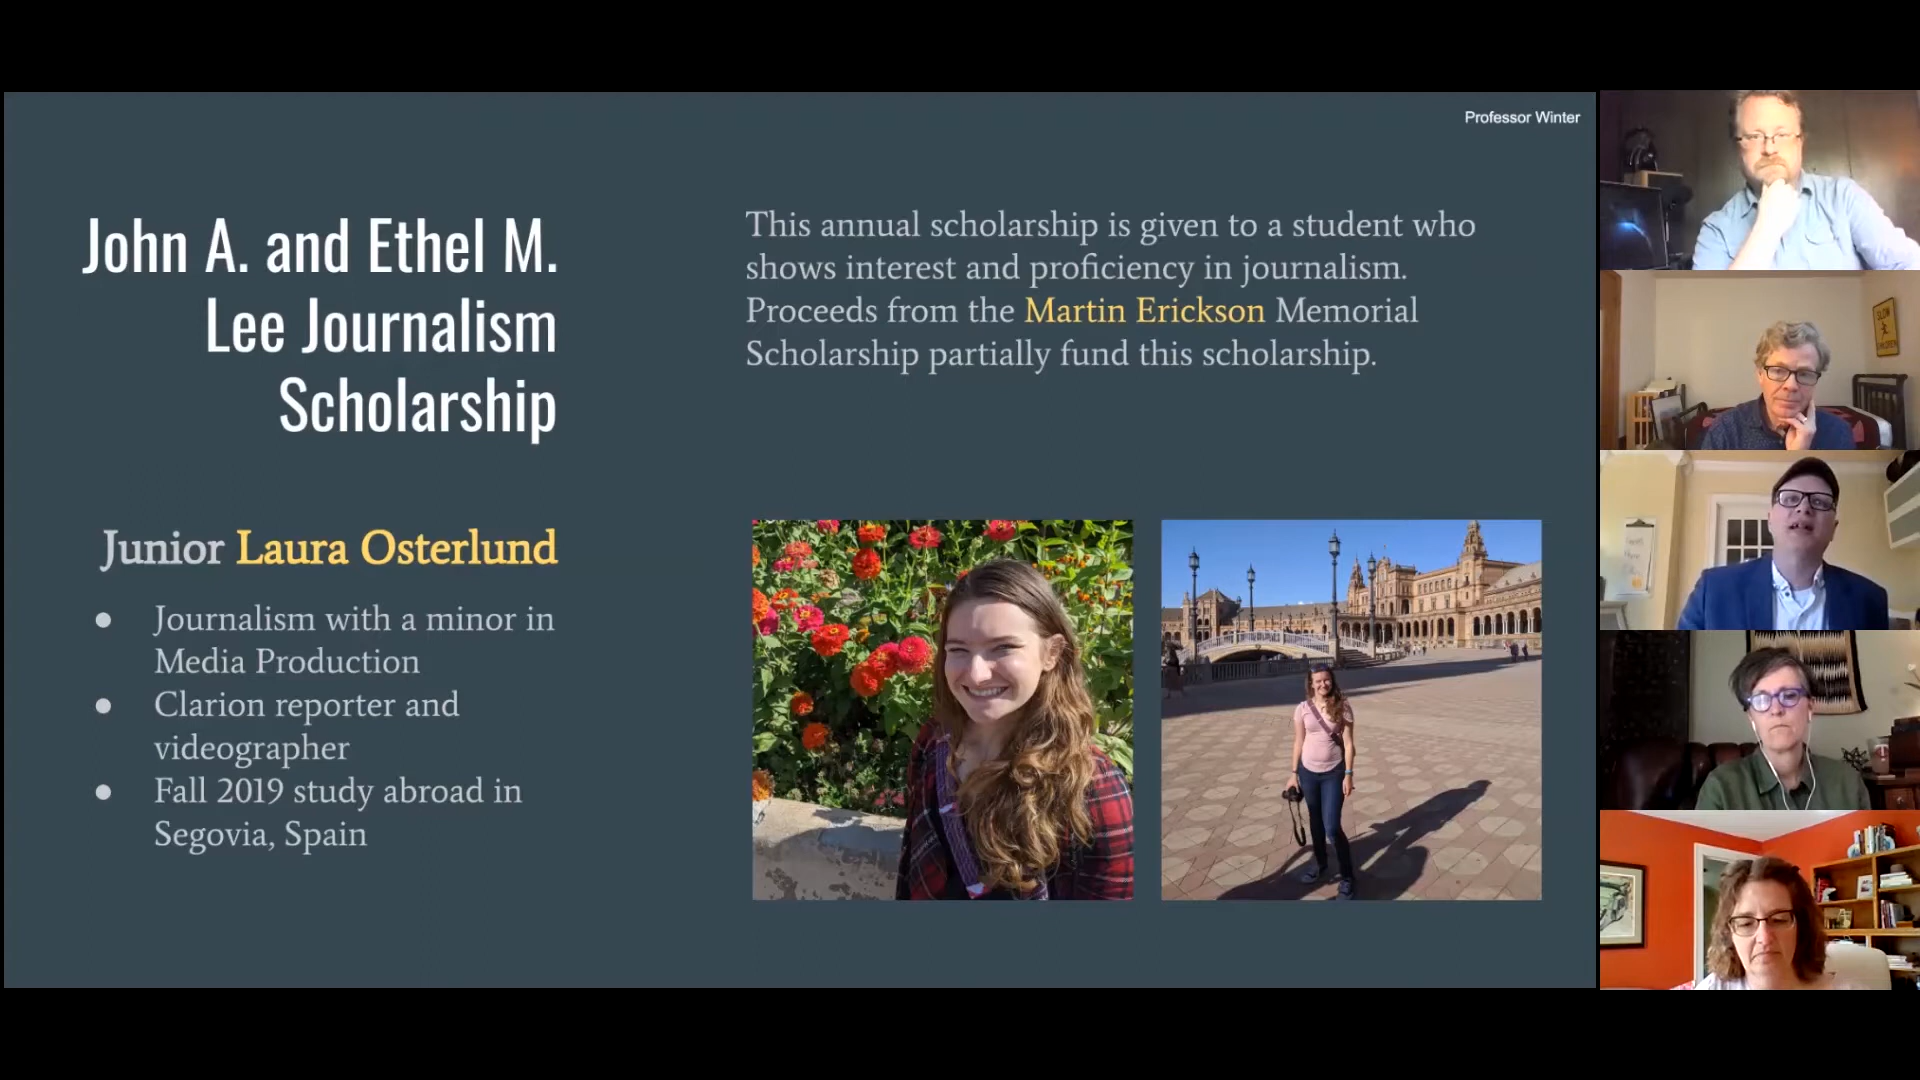 Professor Winter
John A. and Ethel M.
Lee Journalism
Scholarship
This annual scholarship is given to a student who
shows interest and proficiency in journalism.
Proceeds from the Martin Erickson Memorial
Scholarship partially fund this scholarship.
Junior Laura Osterlund
● Journalism with a minor in
Media Production
● Clarion reporter and
videographer
● Fall 2019 study abroad in
Segovia, Spain
SLOW
CHILDREN